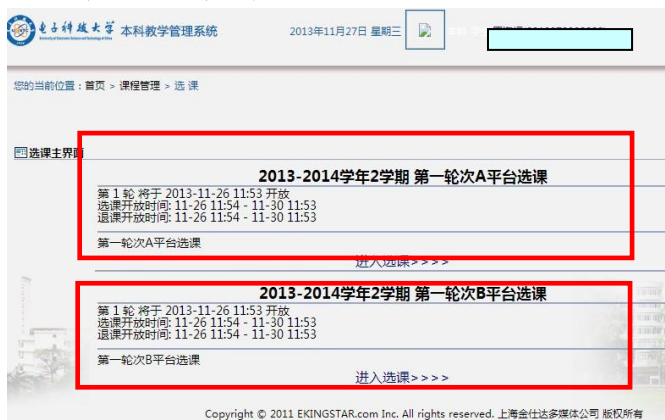 电子科技大学 本科教学管理系统 2013年11月27日 星期三
您的当前位置：首页 > 课程管理 > 选 课
选课主界面
2013-2014学年2学期 第一轮次A平台选课
第 1 轮 将于 2013-11-26 11:53 开放
选课开放时间: 11-26 11:54 - 11-30 11:53
退课开放时间: 11-26 11:54 - 11-30 11:53
第一轮次A平台选课
进入选课>>>>
2013-2014学年2学期 第一轮次B平台选课
第 1 轮 将于 2013-11-26 11:53 开放
选课开放时间: 11-26 11:54 - 11-30 11:53
退课开放时间: 11-26 11:54 - 11-30 11:53
第一轮次B平台选课
进入选课>>>>
Copyright © 2011 EKINGSTAR.com Inc. All rights reserved. 上海金仕达多媒体公司 版权所有